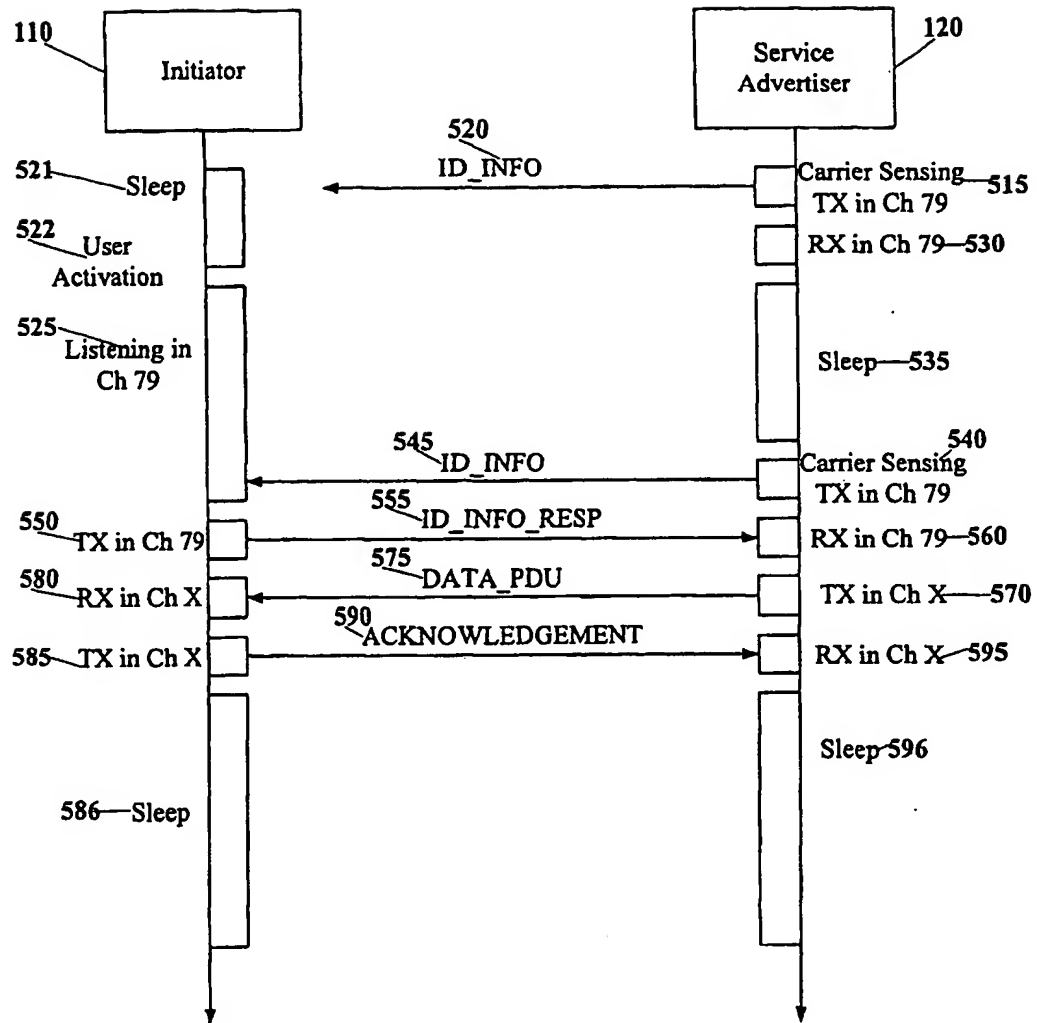 110
Initiator
120
Service
Advertiser
520
ID_INFO
521
Sleep
Carrier Sensing
TX in Ch 79
515
522
User
Activation
RX in Ch 79
530
525
Listening in
Ch 79
Sleep
535
545
ID_INFO
540
Carrier Sensing
TX in Ch 79
550
TX in Ch 79
555
ID_INFO_RESP
RX in Ch 79
560
580
RX in Ch X
575
DATA_PDU
TX in Ch X
570
585
TX in Ch X
590
ACKNOWLEDGEMENT
RX in Ch X
595
Sleep
596
586
Sleep